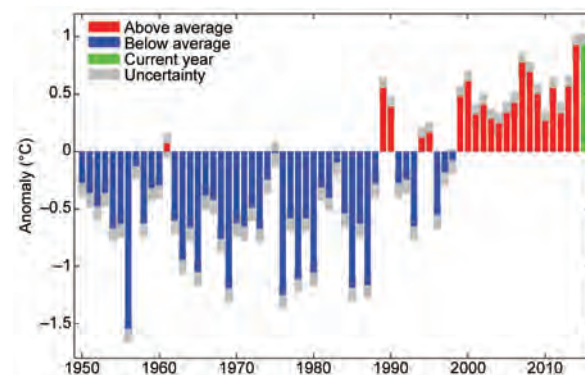 Above average
Below average
Current year
Uncertainty
Anomaly (°C)
1
0.5
0
−0.5
−1
−1.5
1950 1960 1970 1980 1990 2000 2010